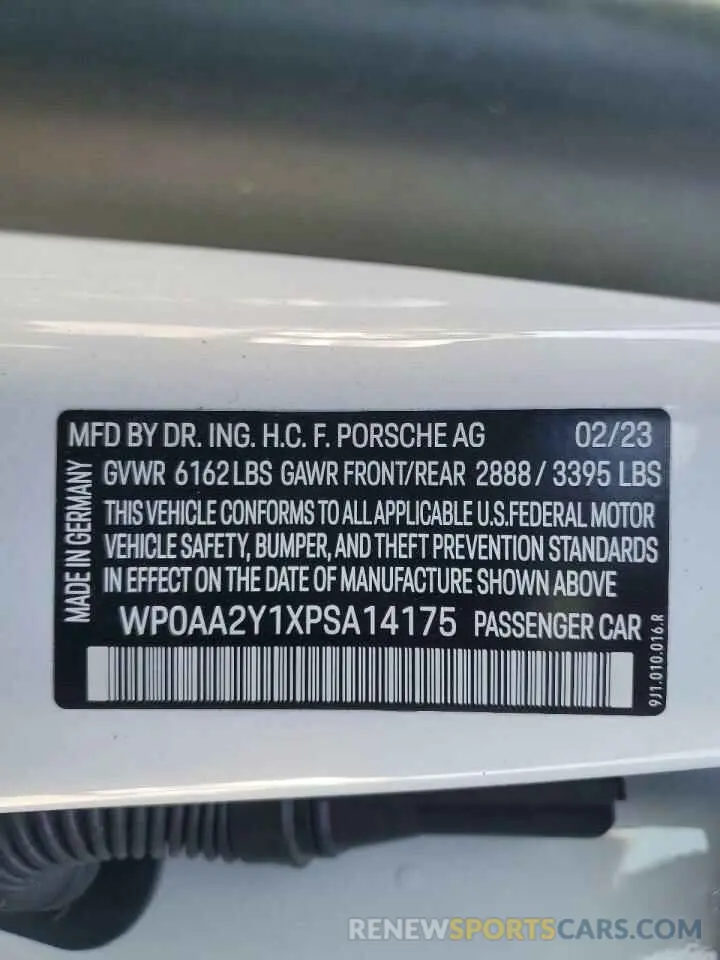 MFD BY DR. ING. H.C. F. PORSCHE AG 02/23
GVWR 6162 LBS GAWR FRONT/REAR 2888 / 3395 LBS
THIS VEHICLE CONFORMS TO ALL APPLICABLE U.S. FEDERAL MOTOR
VEHICLE SAFETY, BUMPER, AND THEFT PREVENTION STANDARDS
IN EFFECT ON THE DATE OF MANUFACTURE SHOWN ABOVE
WP0AA2Y1XPSA14175 PASSENGER CAR
MADE IN GERMANY
9J1.010.016.R
RENEWSPORTSCARS.COM